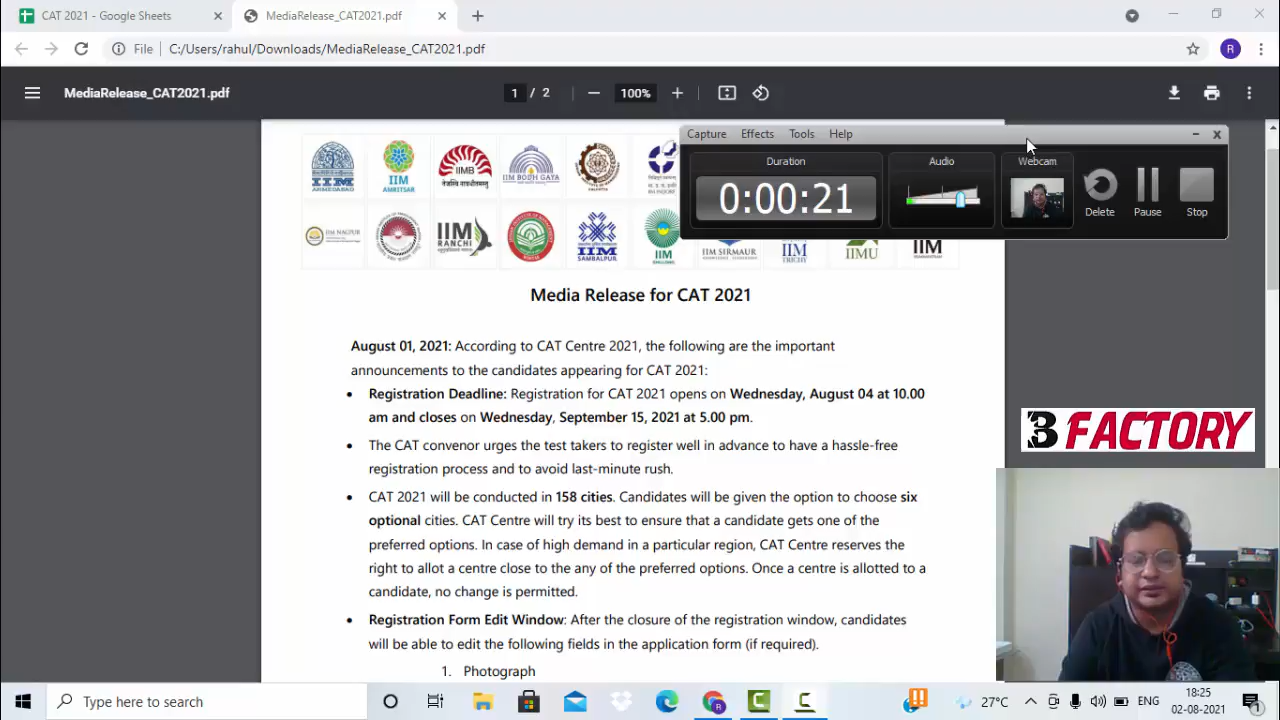 CAT 2021 - Google Sheets
MediaRelease_CAT2021.pdf
File
C:/Users/rahul/Downloads/MediaRelease_CAT2021.pdf
R
MediaRelease_CAT2021.pdf
1 / 2
100%
Capture Effects Tools Help
Duration
Audio
Webcam
0:00:21
Delete
Pause
Stop
IIM
AMRITSAR
IIMB
IIM BODH GAYA
IIM NAGPUR
IIM
RANCHI
IIM
SAMBALPUR
IIM
IIM SIRMAUR
IIM
TRICHY
IIMU
IIM
Media Release for CAT 2021
August 01, 2021: According to CAT Centre 2021, the following are the important
announcements to the candidates appearing for CAT 2021:
• Registration Deadline: Registration for CAT 2021 opens on Wednesday, August 04 at 10.00
am and closes on Wednesday, September 15, 2021 at 5.00 pm.
• The CAT convenor urges the test takers to register well in advance to have a hassle-free
registration process and to avoid last-minute rush.
• CAT 2021 will be conducted in 158 cities. Candidates will be given the option to choose six
optional cities. CAT Centre will try its best to ensure that a candidate gets one of the
preferred options. In case of high demand in a particular region, CAT Centre reserves the
right to allot a centre close to the any of the preferred options. Once a centre is allotted to a
candidate, no change is permitted.
• Registration Form Edit Window: After the closure of the registration window, candidates
will be able to edit the following fields in the application form (if required).
1. Photograph
3 FACTORY
Type here to search
27°C
ENG
18:25
02-08-2021
1